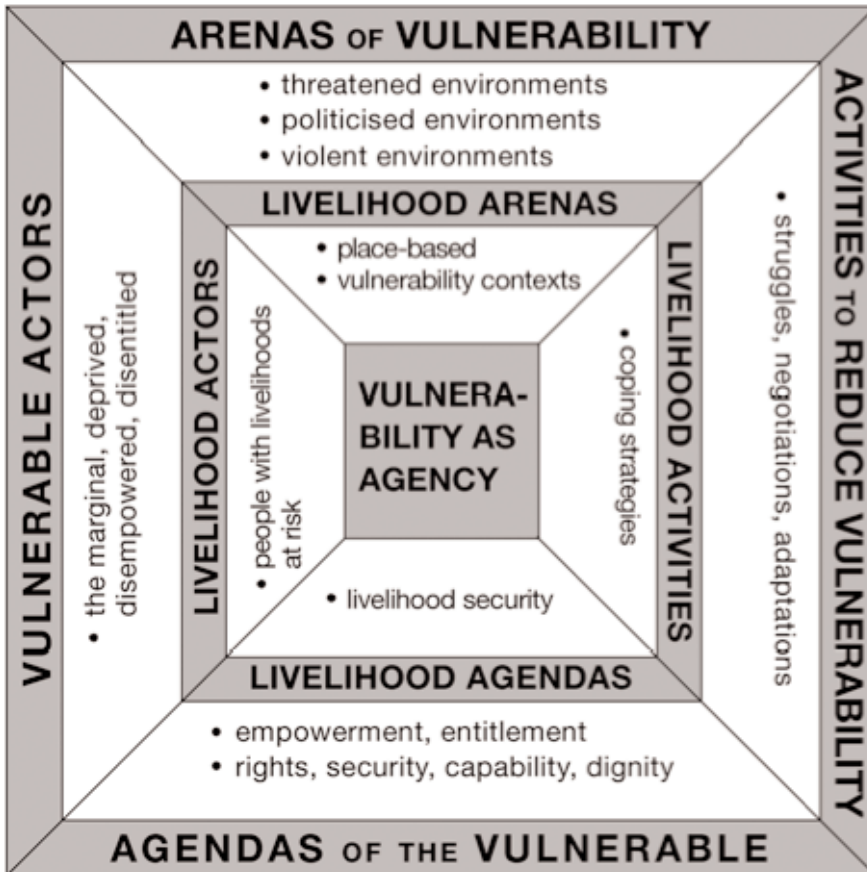 ARENAS OF VULNERABILITY
• threatened environments
• politicised environments
• violent environments
LIVELIHOOD ARENAS
• place-based
• vulnerability contexts
VULNERABLE ACTORS
• the marginal, deprived,
disempowered, disentitled
LIVELIHOOD ACTORS
• people with livelihoods
at risk
VULNERA-
BILITY AS
AGENCY
• coping strategies
LIVELIHOOD ACTIVITIES
• struggles, negotiations, adaptations
ACTIVITIES TO REDUCE VULNERABILITY
• livelihood security
LIVELIHOOD AGENDAS
• empowerment, entitlement
• rights, security, capability, dignity
AGENDAS OF THE VULNERABLE